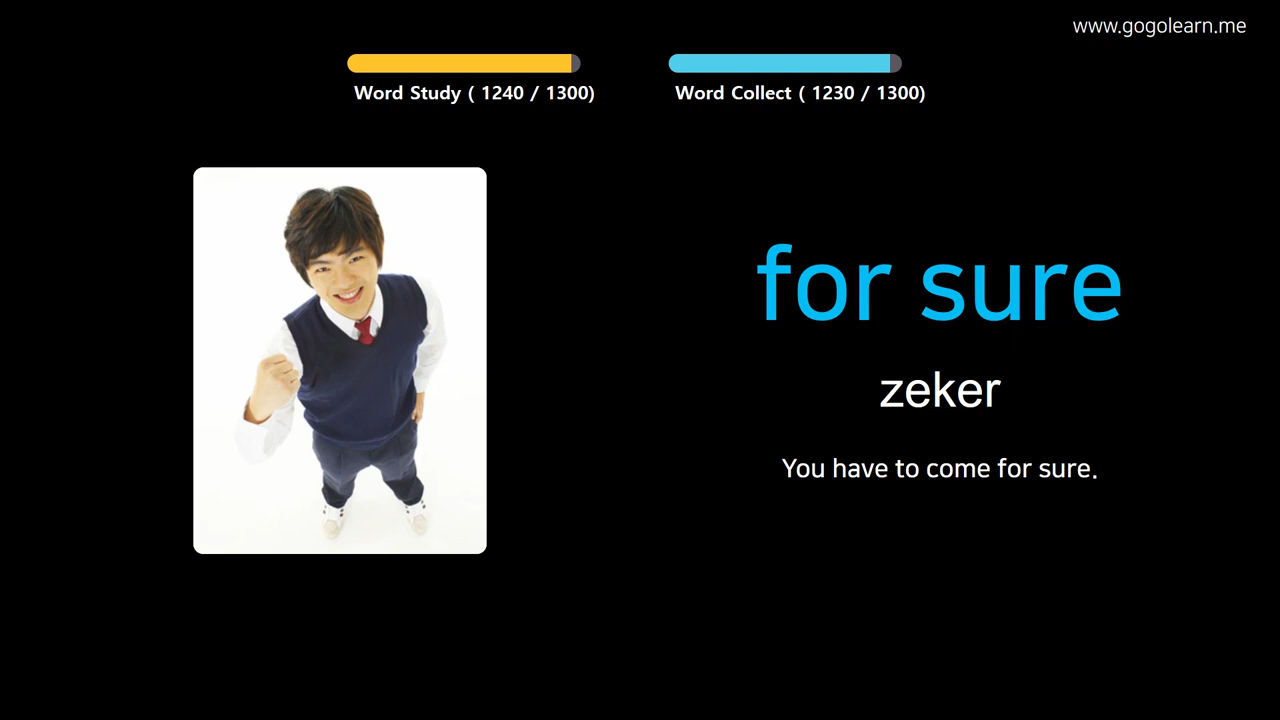 www.gogolearn.me
Word Study ( 1240 / 1300)
Word Collect ( 1230 / 1300)
for sure
zeker
You have to come for sure.